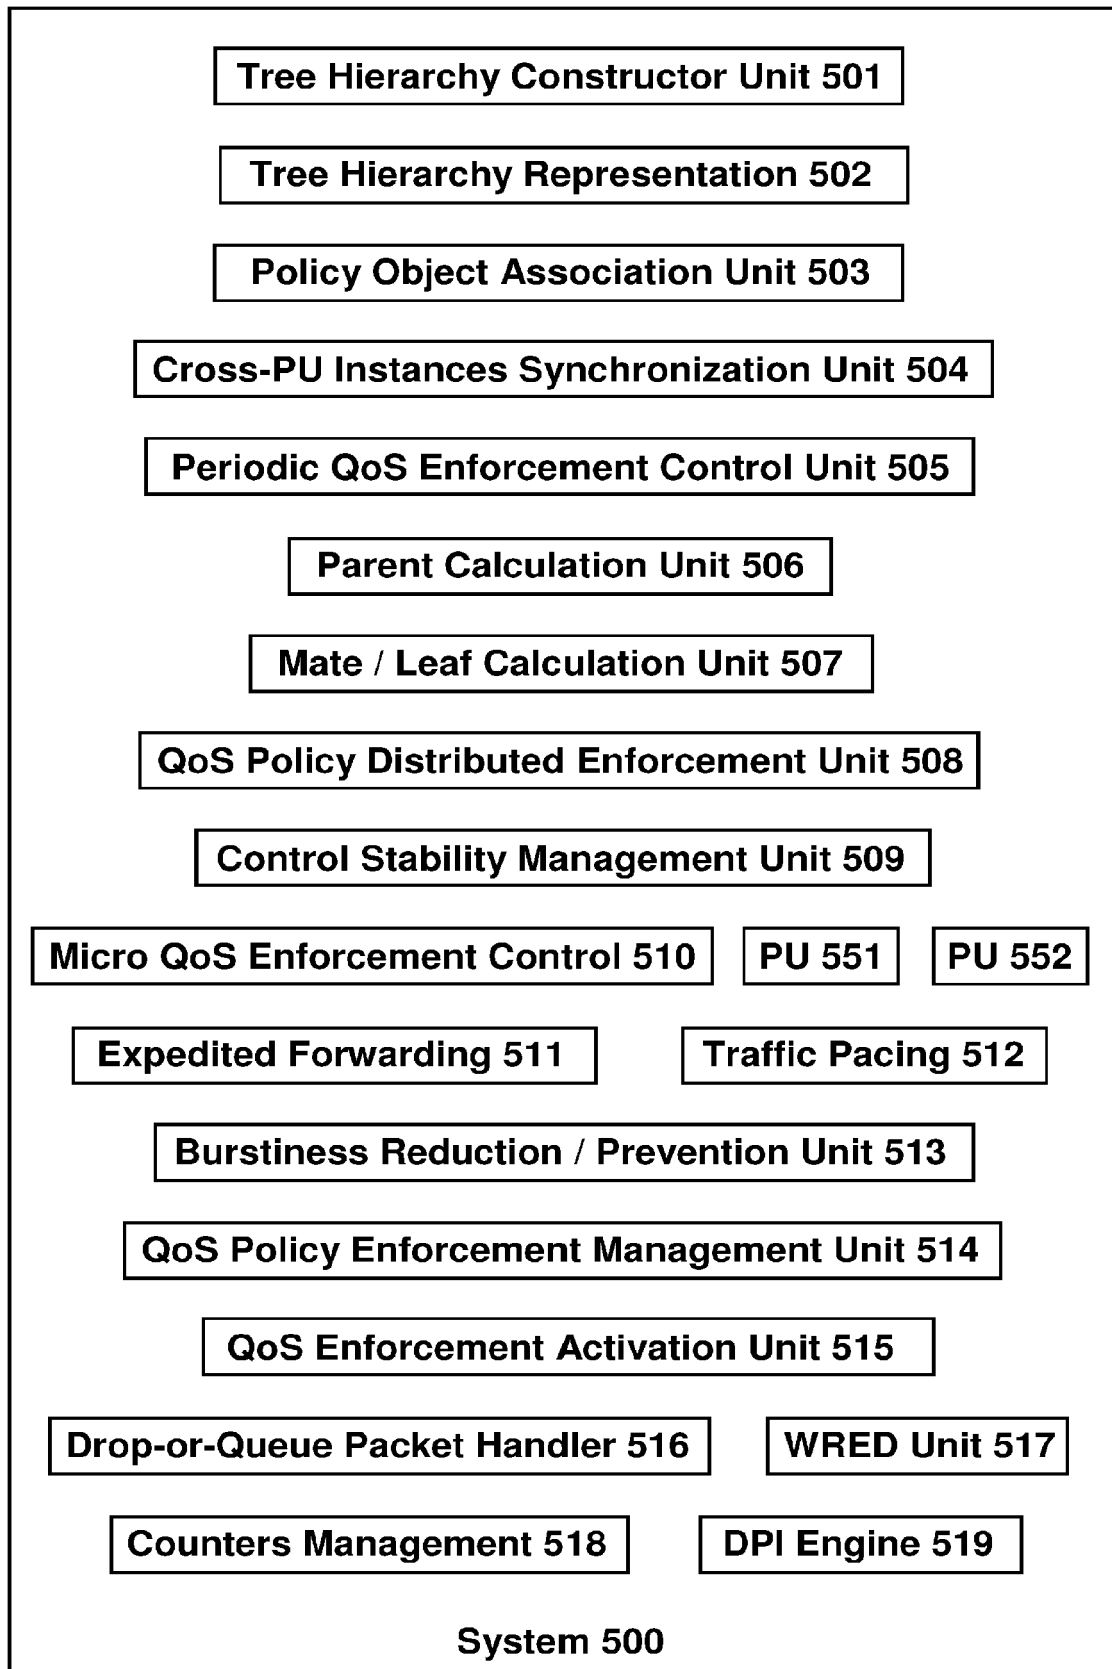 Tree Hierarchy Constructor Unit 501
Tree Hierarchy Representation 502
Policy Object Association Unit 503
Cross-PU Instances Synchronization Unit 504
Periodic QoS Enforcement Control Unit 505
Parent Calculation Unit 506
Mate / Leaf Calculation Unit 507
QoS Policy Distributed Enforcement Unit 508
Control Stability Management Unit 509
Micro QoS Enforcement Control 510 PU 551 PU 552
Expedited Forwarding 511 Traffic Pacing 512
Burstiness Reduction / Prevention Unit 513
QoS Policy Enforcement Management Unit 514
QoS Enforcement Activation Unit 515
Drop-or-Queue Packet Handler 516 WRED Unit 517
Counters Management 518 DPI Engine 519
System 500